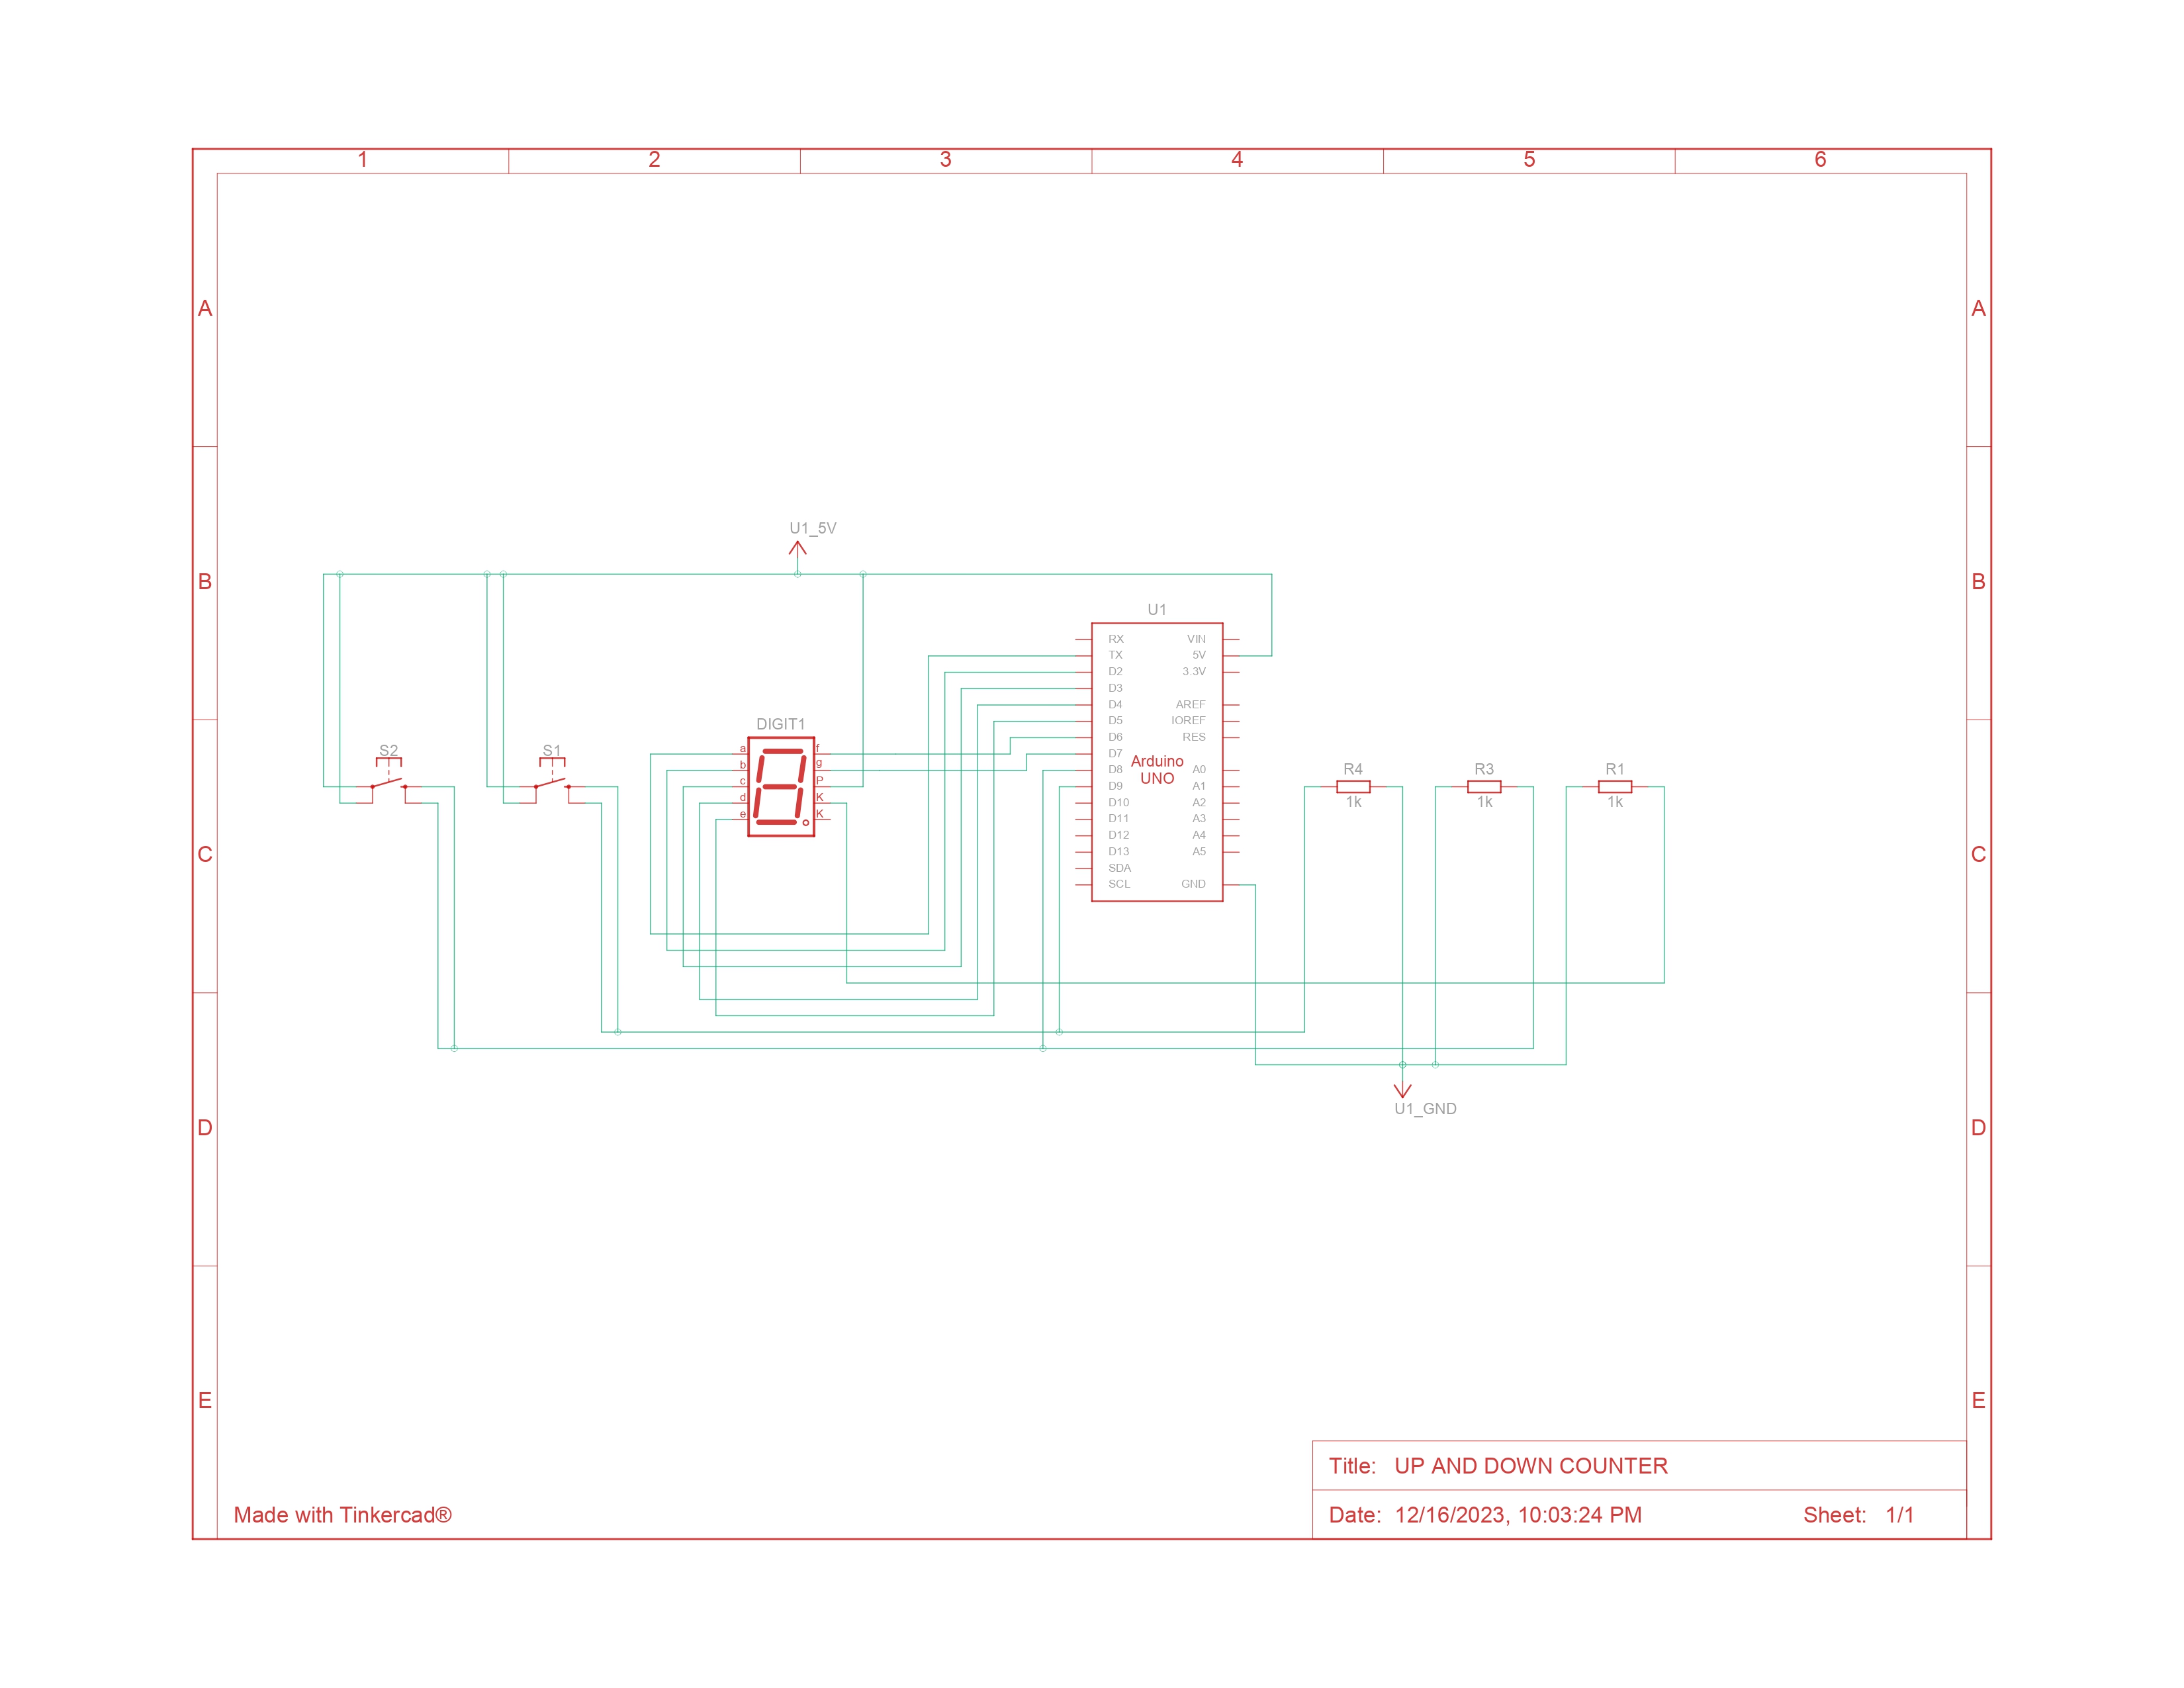 1 2 3 4 5 6
A A
U1_5V
B B
U1
RX VIN
TX 5V
D2 3.3V
D3
D4 AREF
D5 IOREF
D6 RES
D7
Arduino
UNO
D8 A0
D9 A1
D10 A2
D11 A3
D12 A4
D13 A5
SDA
SCL GND
DIGIT1
a f
b g
c P
d K
e K
S2 S1
R4 R3 R1
1k 1k 1k
C C
U1_GND
D D
E E
Title: UP AND DOWN COUNTER
Made with Tinkercad®
Date: 12/16/2023, 10:03:24 PM Sheet: 1/1